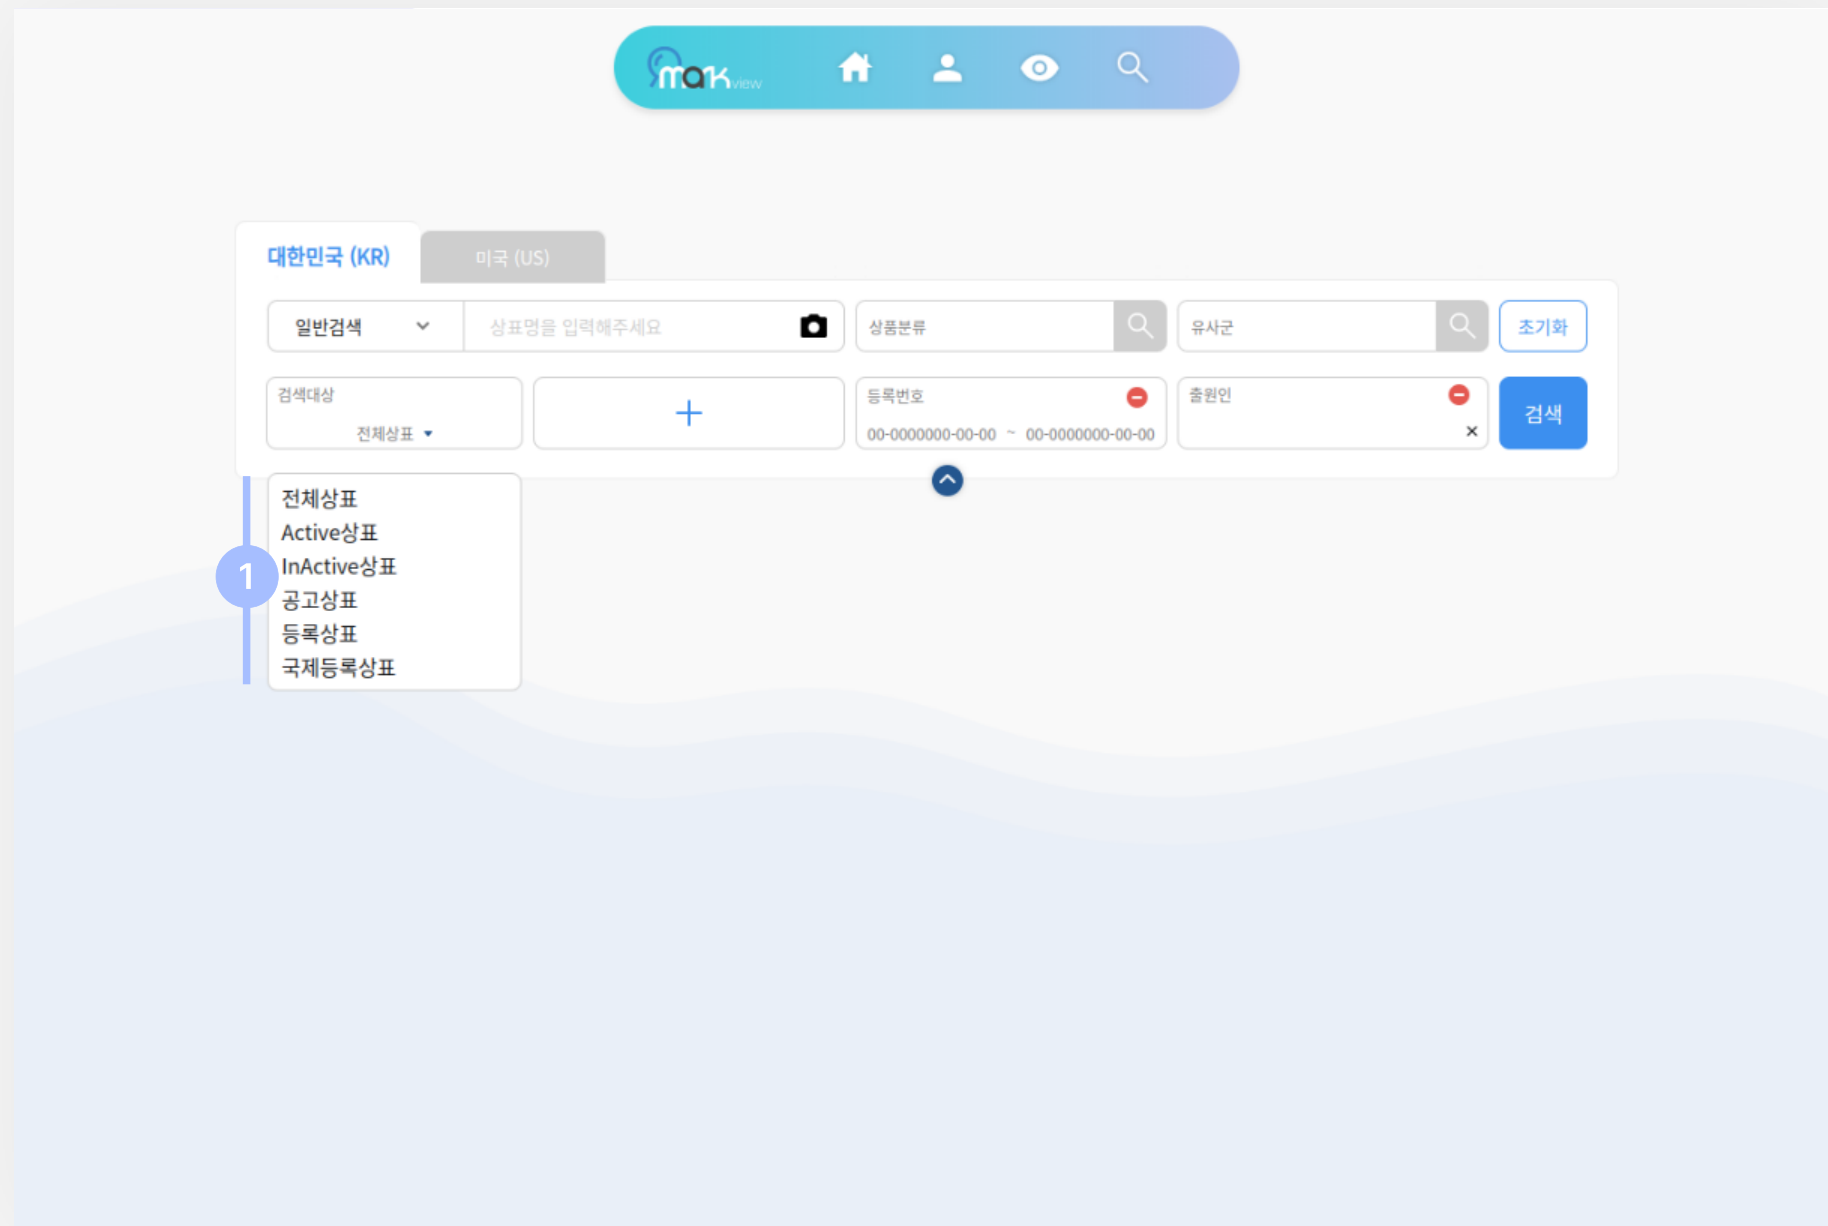 markview
대한민국 (KR)
미국 (US)
일반검색
상표명을 입력해주세요
상품분류
유사군
초기화
검색대상
전체상표
등록번호
00-0000000-00-00 ~ 00-0000000-00-00
출원인
검색
1
전체상표
Active상표
InActive상표
공고상표
등록상표
국제등록상표